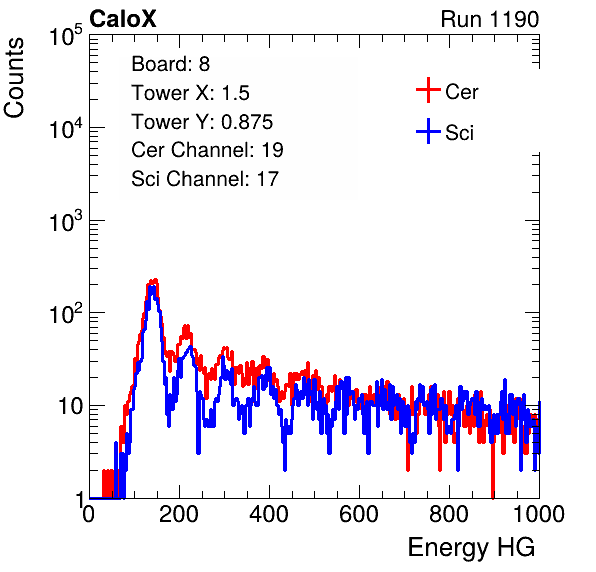 CaloX Run 1190
Counts
10^5
10^4
10^3
10^2
10
1
Board: 8
Tower X: 1.5
Tower Y: 0.875
Cer Channel: 19
Sci Channel: 17
Cer
Sci
0 200 400 600 800 1000
Energy HG